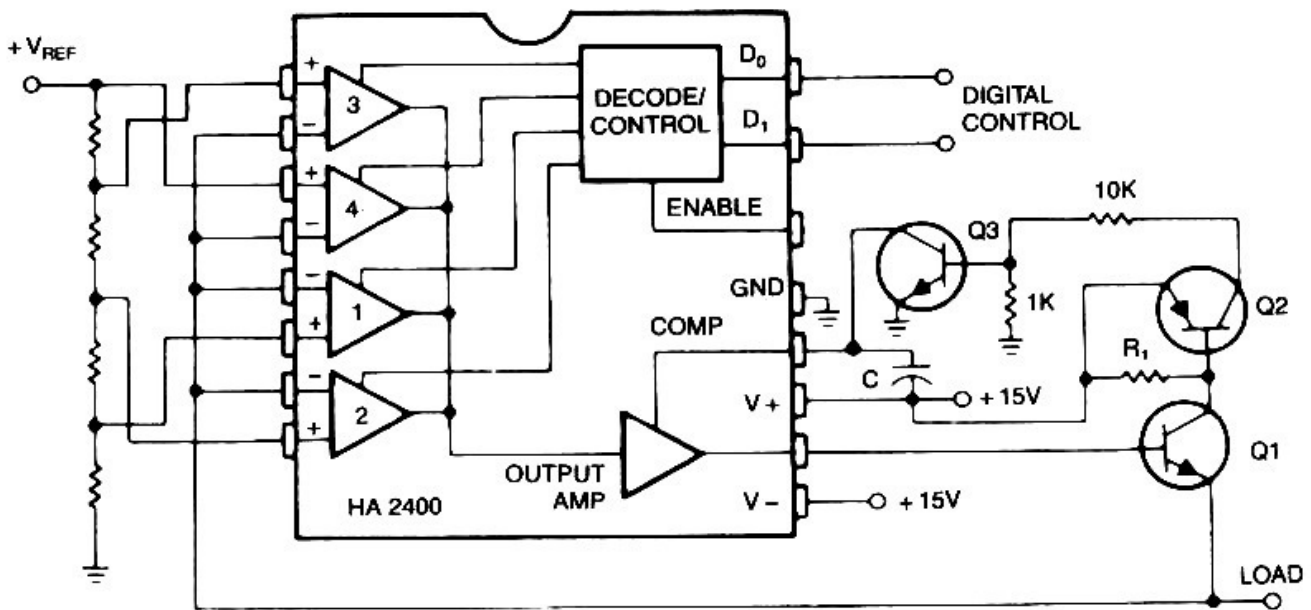 + VREF
+
3
−
+
4
−
−
1
+
−
2
+
DECODE/
CONTROL
D0
D1
DIGITAL
CONTROL
ENABLE
GND
COMP
C
V +
+ 15V
V −
+ 15V
OUTPUT
AMP
HA 2400
Q3
10K
1K
Q2
R1
Q1
LOAD